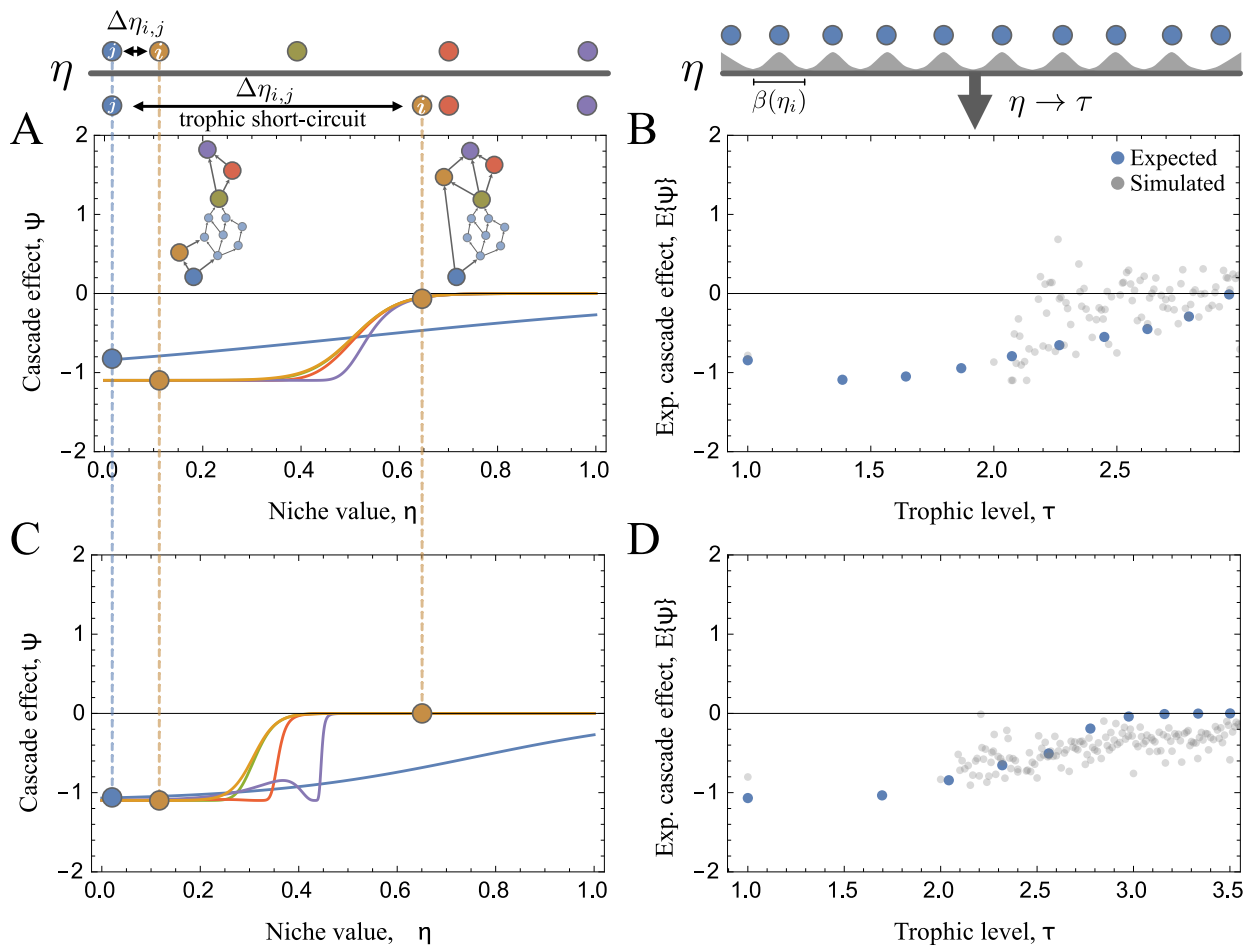 Δη_{i,j}
j i
η
Δη_{i,j}
j i
trophic short-circuit
η
β(η_i)
η → τ
A
2
1
0
−1
−2
Cascade effect, ψ
0.0 0.2 0.4 0.6 0.8 1.0
Niche value, η
B
Expected
Simulated
2
1
0
−1
−2
Exp. cascade effect, E{ψ}
1.0 1.5 2.0 2.5
Trophic level, τ
C
2
1
0
−1
−2
Cascade effect, ψ
0.0 0.2 0.4 0.6 0.8 1.0
Niche value, η
D
2
1
0
−1
−2
Exp. cascade effect, E{ψ}
1.0 1.5 2.0 2.5 3.0 3.5
Trophic level, τ